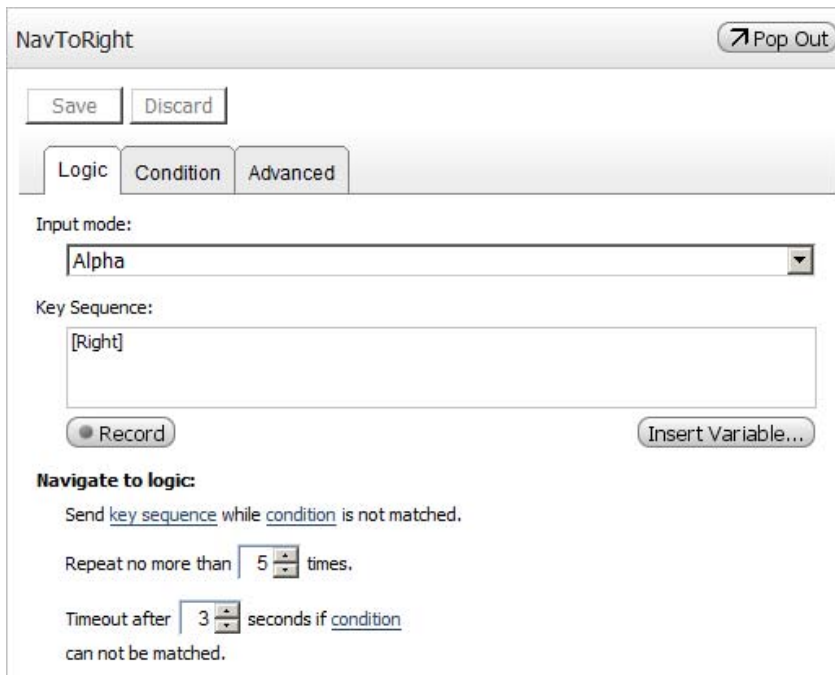 NavToRight
Pop Out
Save Discard
Logic Condition Advanced
Input mode:
Alpha
Key Sequence:
[Right]
Record Insert Variable...
Navigate to logic:
Send key sequence while condition is not matched.
Repeat no more than 5 times.
Timeout after 3 seconds if condition
can not be matched.